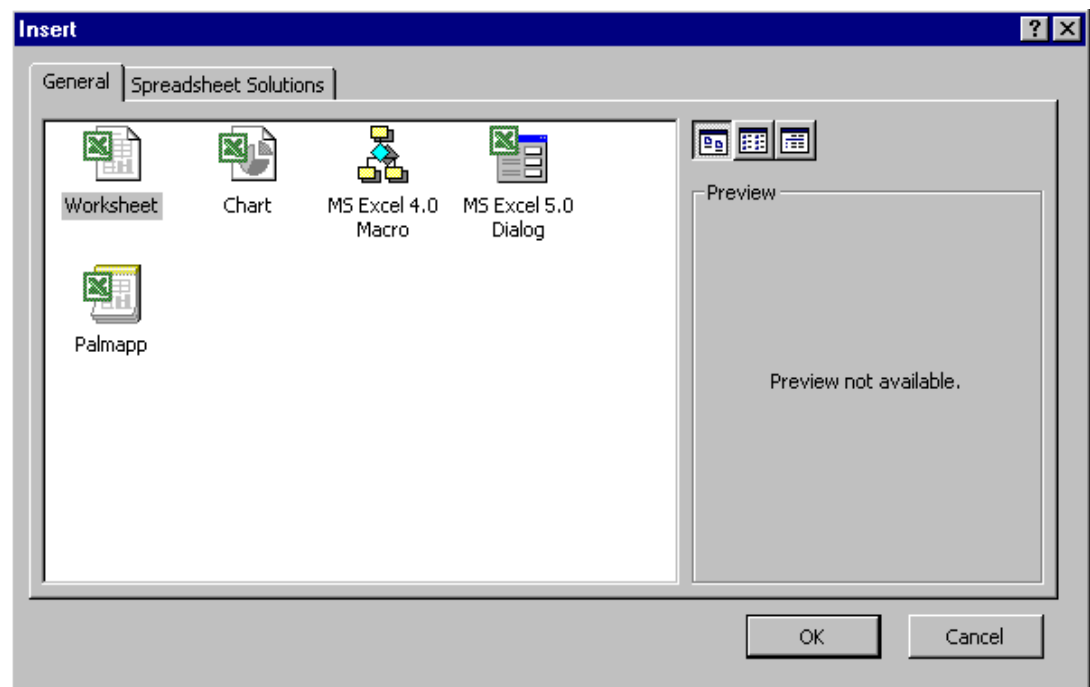 Insert
General
Spreadsheet Solutions
Worksheet
Chart
MS Excel 4.0
Macro
MS Excel 5.0
Dialog
Palmapp
Preview
Preview not available.
OK
Cancel